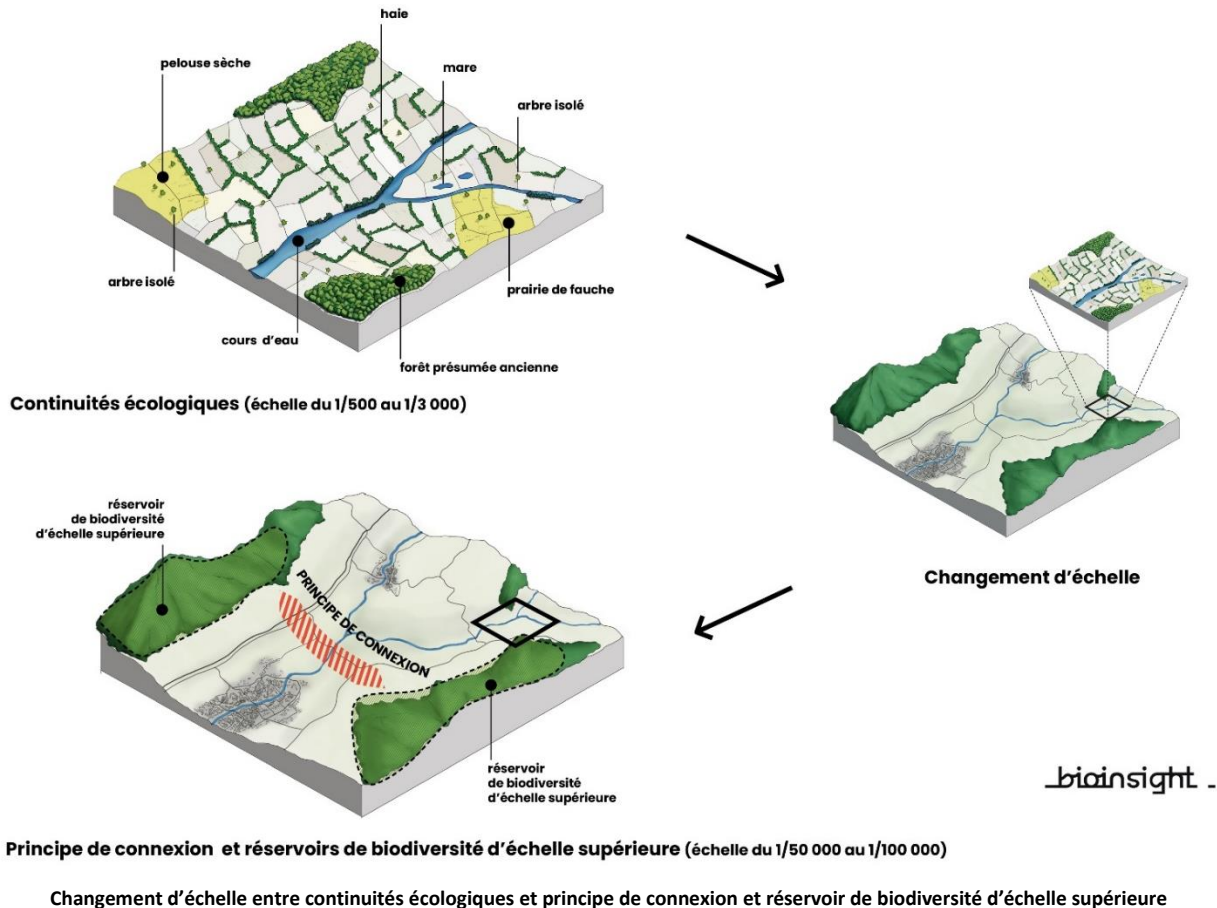 haie
pelouse sèche
mare
arbre isolé
arbre isolé
prairie de fauche
cours d'eau
forêt présumée ancienne
Continuités écologiques (échelle du 1/500 au 1/3 000)
Changement d'échelle
réservoir
de biodiversité
d'échelle supérieure
PRINCIPE DE CONNEXION
réservoir
de biodiversité
d'échelle supérieure
bioinsight
Principe de connexion et réservoirs de biodiversité d'échelle supérieure (échelle du 1/50 000 au 1/100 000)
Changement d'échelle entre continuités écologiques et principe de connexion et réservoir de biodiversité d'échelle supérieure